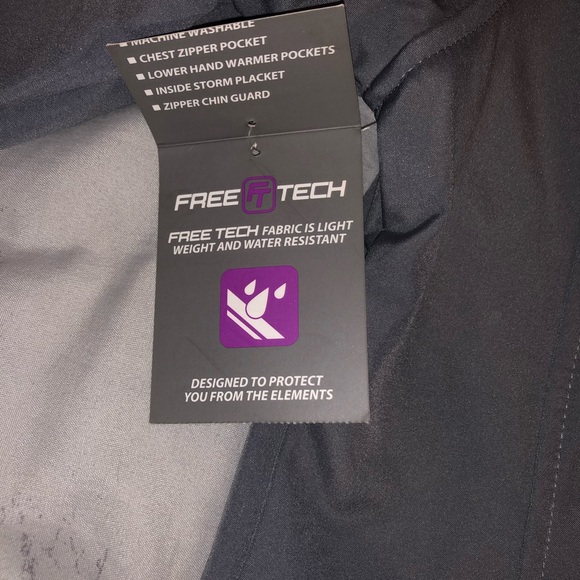 MACHINE WASHABLE
■ CHEST ZIPPER POCKET
■ LOWER HAND WARMER POCKETS
■ INSIDE STORM PLACKET
■ ZIPPER CHIN GUARD
FREE FT TECH
FREE TECH FABRIC IS LIGHT
WEIGHT AND WATER RESISTANT
DESIGNED TO PROTECT
YOU FROM THE ELEMENTS